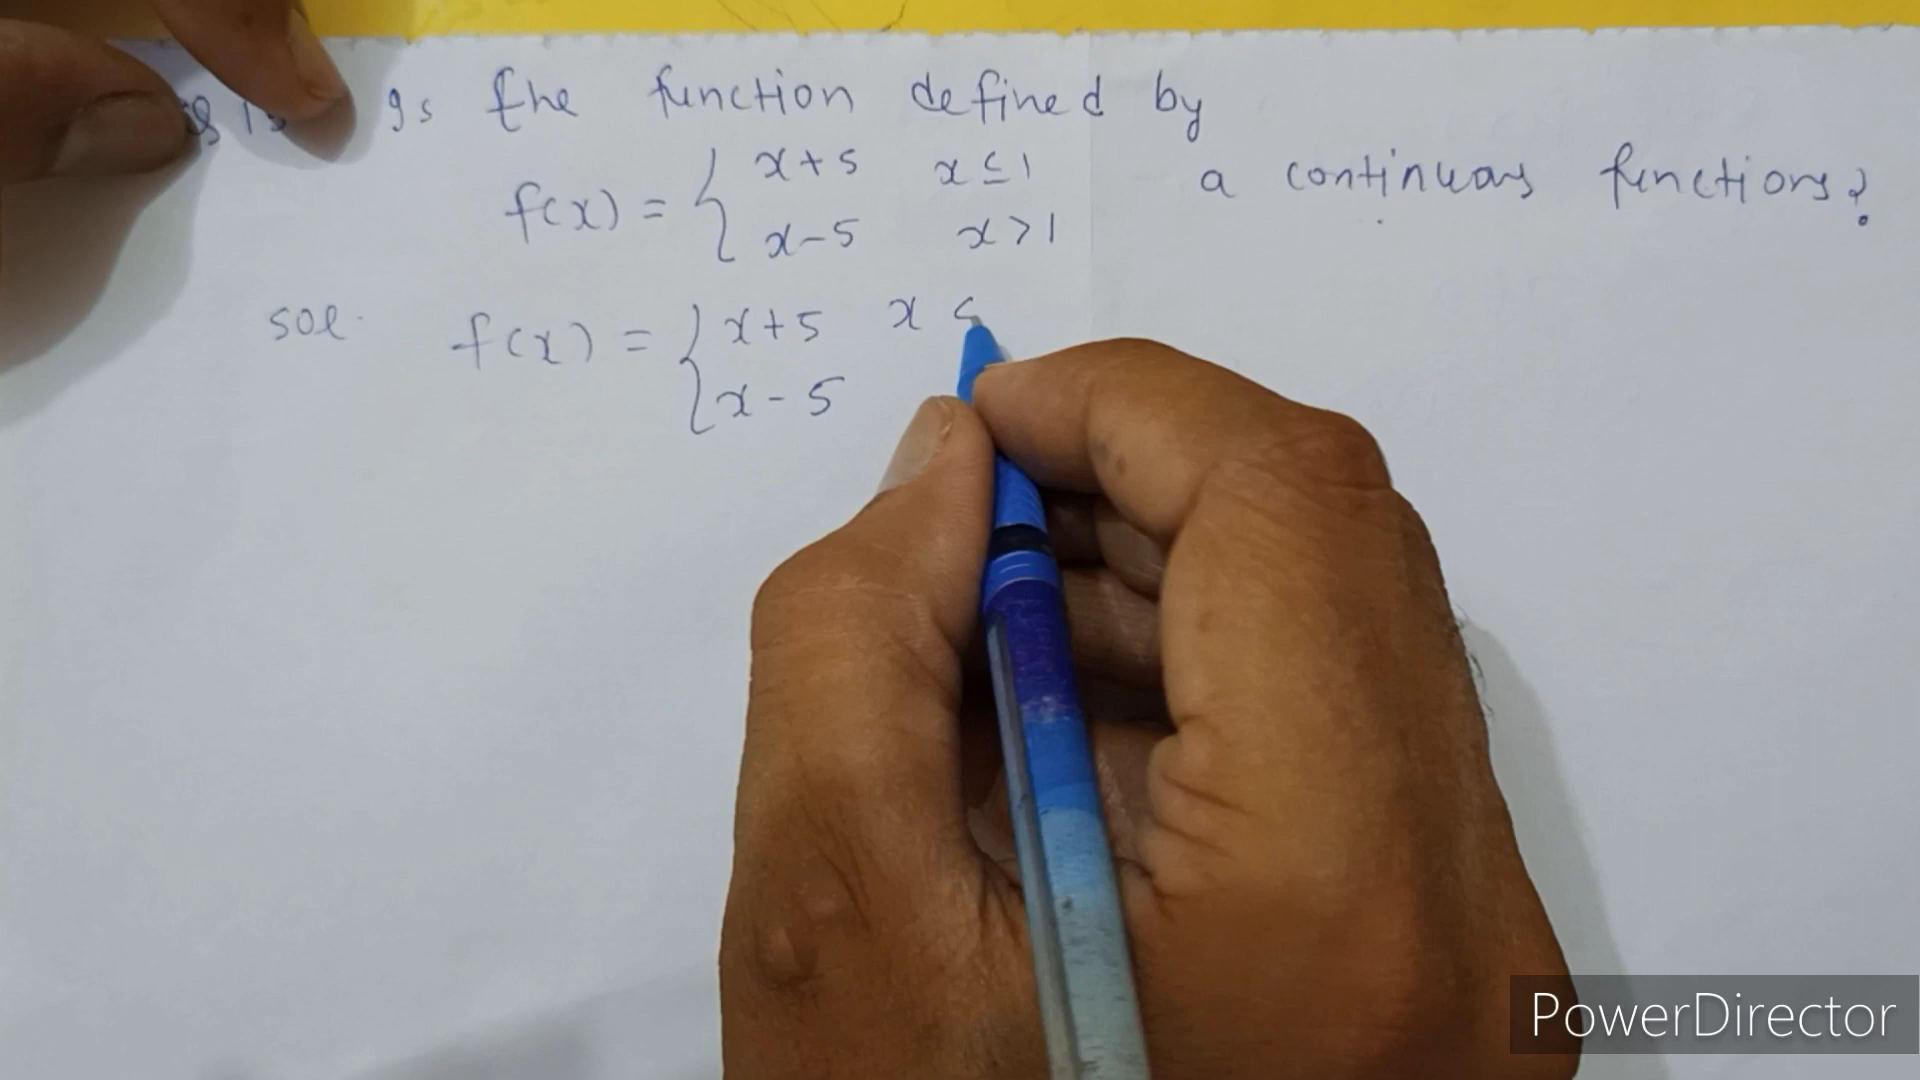 Is the function defined by
f(x) = { x+5 x ≤ 1
x-5 x > 1
a continuous functions?
sol. f(x) = { x+5 x <
x-5
PowerDirector